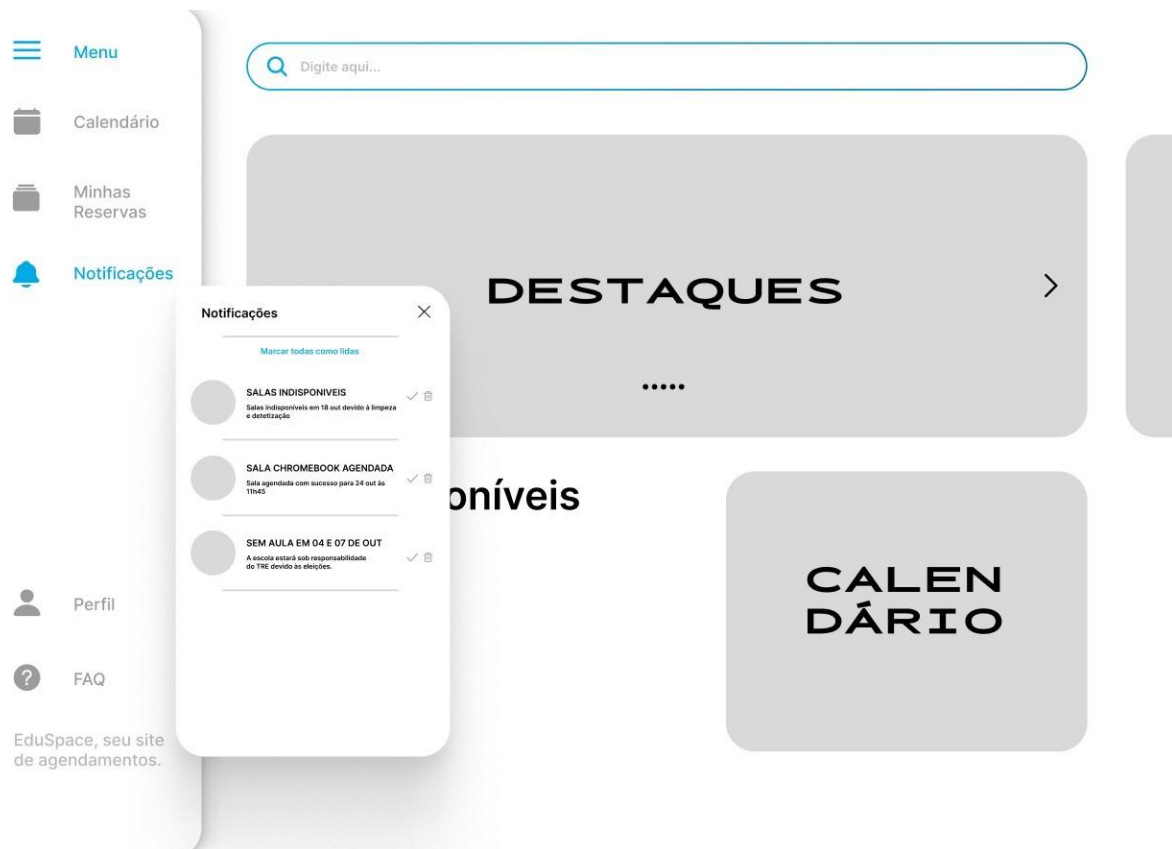 Menu
Calendário
Minhas
Reservas
Notificações
Perfil
FAQ
EduSpace, seu site
de agendamentos.
Digite aqui...
DESTAQUES
Notificações
Marcar todas como lidas
SALAS INDISPONIVEIS
Salas indisponíveis em 18 out devido à limpeza
e detetização
SALA CHROMEBOOK AGENDADA
Sala agendada com sucesso para 24 out às
11h45
SEM AULA EM 04 E 07 DE OUT
A escola estará sob responsabilidade
do TRE devido às eleições.
oníveis
CALEN
DÁRIO